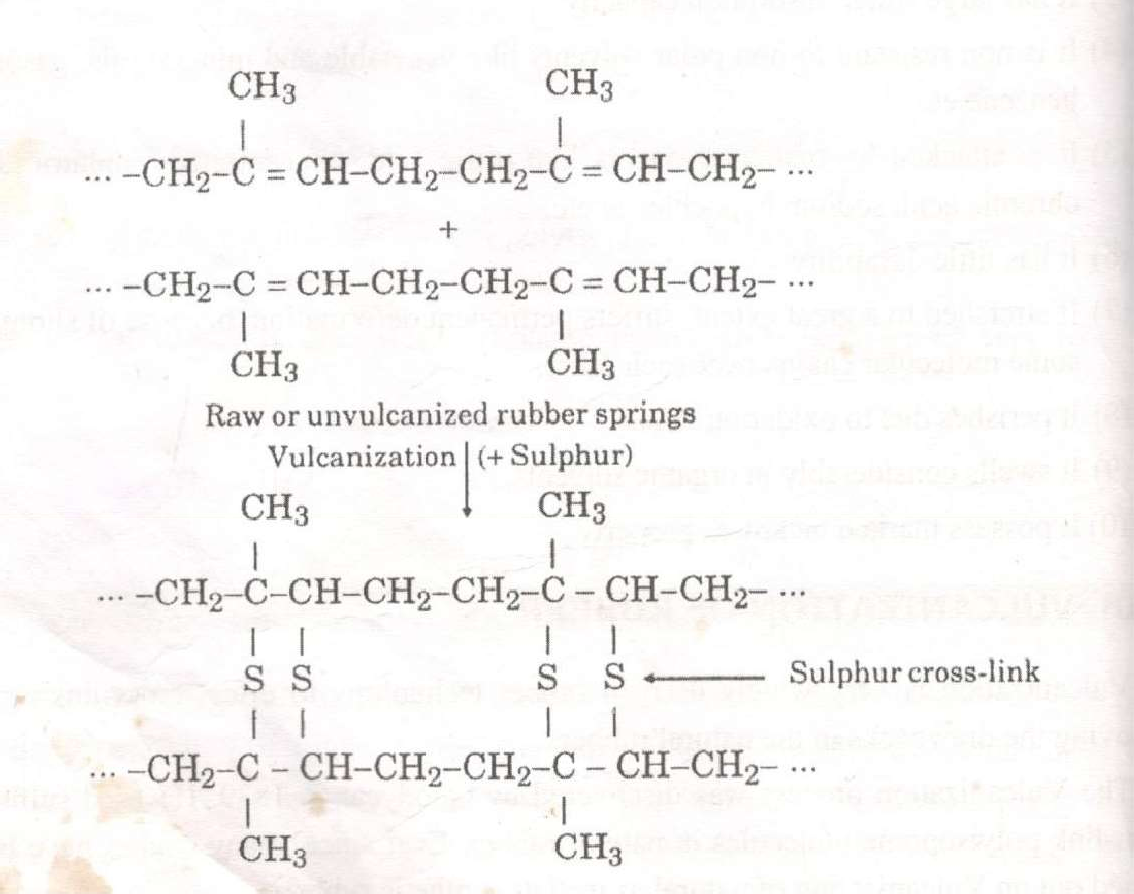 CH₃ CH₃
... -CH₂-C = CH-CH₂-CH₂-C = CH-CH₂- ...
+
... -CH₂-C = CH-CH₂-CH₂-C = CH-CH₂- ...
CH₃ CH₃
Raw or unvulcanized rubber springs
Vulcanization (+ Sulphur)
CH₃ CH₃
... -CH₂-C-CH-CH₂-CH₂-C - CH-CH₂- ...
S S S S Sulphur cross-link
... -CH₂-C - CH-CH₂-CH₂-C - CH-CH₂- ...
CH₃ CH₃